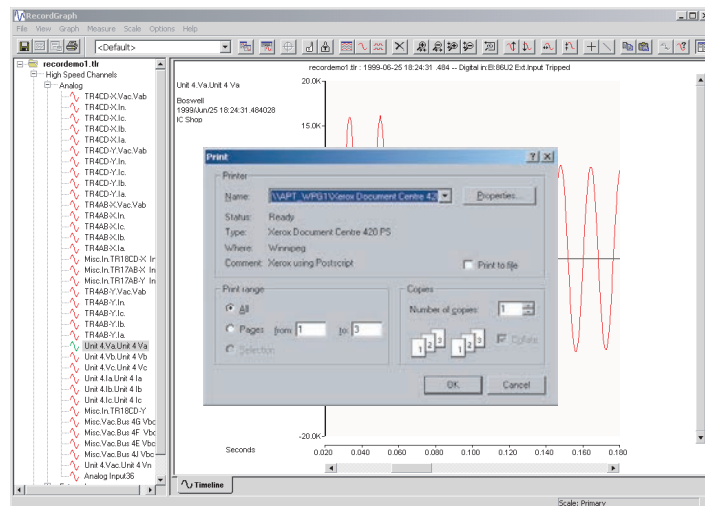 RecordGraph
File View Graph Measure Scale Options Help
<Default>
recordemo1.tlr
High Speed Channels
Analog
TR4CD-X.Vac.Vab
TR4CD-X.In.
TR4CD-X.Ic.
TR4CD-X.Ib.
TR4CD-X.Ia.
TR4CD-Y.Vac.Vab
TR4CD-Y.In.
TR4CD-Y.Ic.
TR4CD-Y.Ib.
TR4CD-Y.Ia.
TR4AB-X.Vac.Vab
TR4AB-X.In.
TR4AB-X.Ic.
TR4AB-X.Ib.
TR4AB-X.Ia.
Misc.In.TR18CD-X In
Misc.In.TR17AB-X In
Misc.In.TR17AB-Y In
TR4AB-Y.Vac.Vab
TR4AB-Y.In.
TR4AB-Y.Ic.
TR4AB-Y.Ib.
TR4AB-Y.Ia.
Unit 4.Va.Unit 4 Va
Unit 4.Vb.Unit 4 Vb
Unit 4.Vc.Unit 4 Vc
Unit 4.Ia.Unit 4 Ia
Unit 4.Ib.Unit 4 Ib
Unit 4.Ic.Unit 4 Ic
Misc.In.TR18CD-Y
Misc.Vac.Bus 4G Vbc
Misc.Vac.Bus 4F Vbc
Misc.Vac.Bus 4E Vbc
Misc.Vac.Bus 4J Vbc
Unit 4.Vac.Unit 4 Vn
Analog Input36
recordemo1.tlr : 1999-06-25 18:24:31 .484 -- Digital in:El:86U2 Ext.Input Tripped
Unit 4.Va.Unit 4 Va
Boswell
1999/Jun/25 18:24:31.484028
IC Shop
20.0K
15.0K
-20.0K
Seconds
0.020 0.040 0.060 0.080 0.100 0.120 0.140 0.160 0.180
Timeline
Scale: Primary
Print
Printer
Name: \\APT_WPG1\Xerox Document Centre 42
Properties...
Status: Ready
Type: Xerox Document Centre 420 PS
Where: Winnipeg
Comment: Xerox using Postscript
Print to file
Print range
All
Pages from: 1 to: 3
Selection
Copies
Number of copies: 1
1 2 3 1 2 3
Collate
OK Cancel